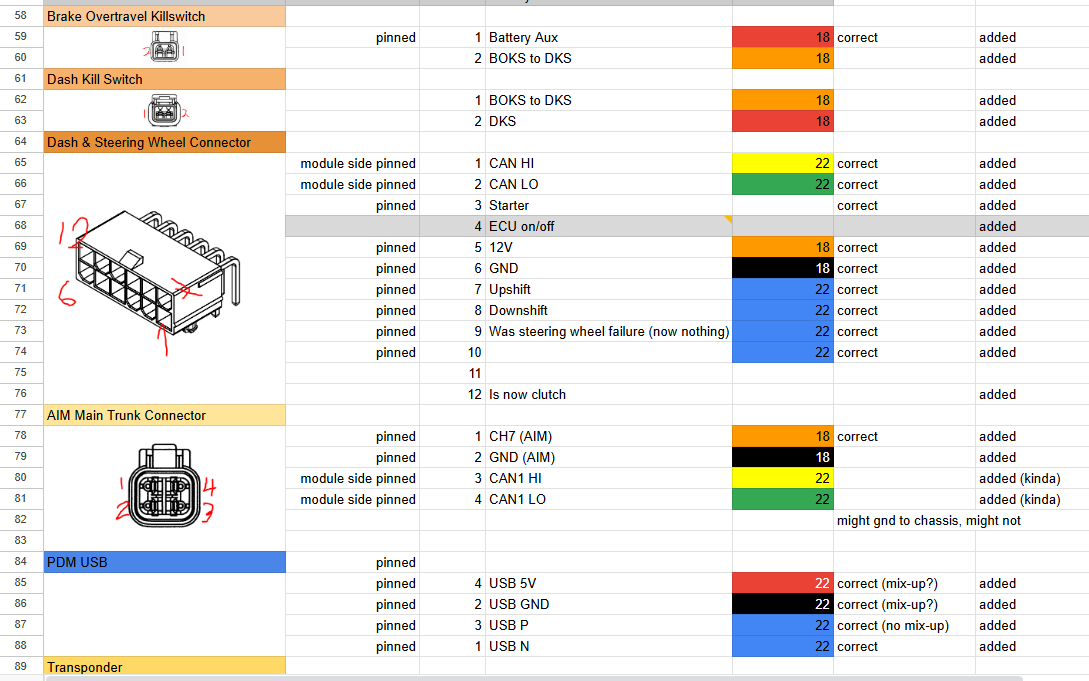 58 Brake Overtravel Killswitch
59 2 1 pinned 1 Battery Aux 18 correct added
60 2 BOKS to DKS 18 added
61 Dash Kill Switch
62 1 2 1 BOKS to DKS 18 added
63 2 DKS 18 added
64 Dash & Steering Wheel Connector
65 module side pinned 1 CAN HI 22 correct added
66 module side pinned 2 CAN LO 22 correct added
67 pinned 3 Starter correct added
68 12 4 ECU on/off added
69 pinned 5 12V 18 correct added
70 pinned 6 GND 18 correct added
71 6 7 pinned 7 Upshift 22 correct added
72 pinned 8 Downshift 22 correct added
73 1 pinned 9 Was steering wheel failure (now nothing) 22 correct added
74 pinned 10 22 correct added
75 11
76 12 Is now clutch added
77 AIM Main Trunk Connector
78 pinned 1 CH7 (AIM) 18 correct added
79 pinned 2 GND (AIM) 18 added
80 1 4 module side pinned 3 CAN1 HI 22 added (kinda)
81 2 3 module side pinned 4 CAN1 LO 22 added (kinda)
82 might gnd to chassis, might not
83
84 PDM USB pinned
85 pinned 4 USB 5V 22 correct (mix-up?) added
86 pinned 2 USB GND 22 correct (mix-up?) added
87 pinned 3 USB P 22 correct (no mix-up) added
88 pinned 1 USB N 22 correct added
89 Transponder